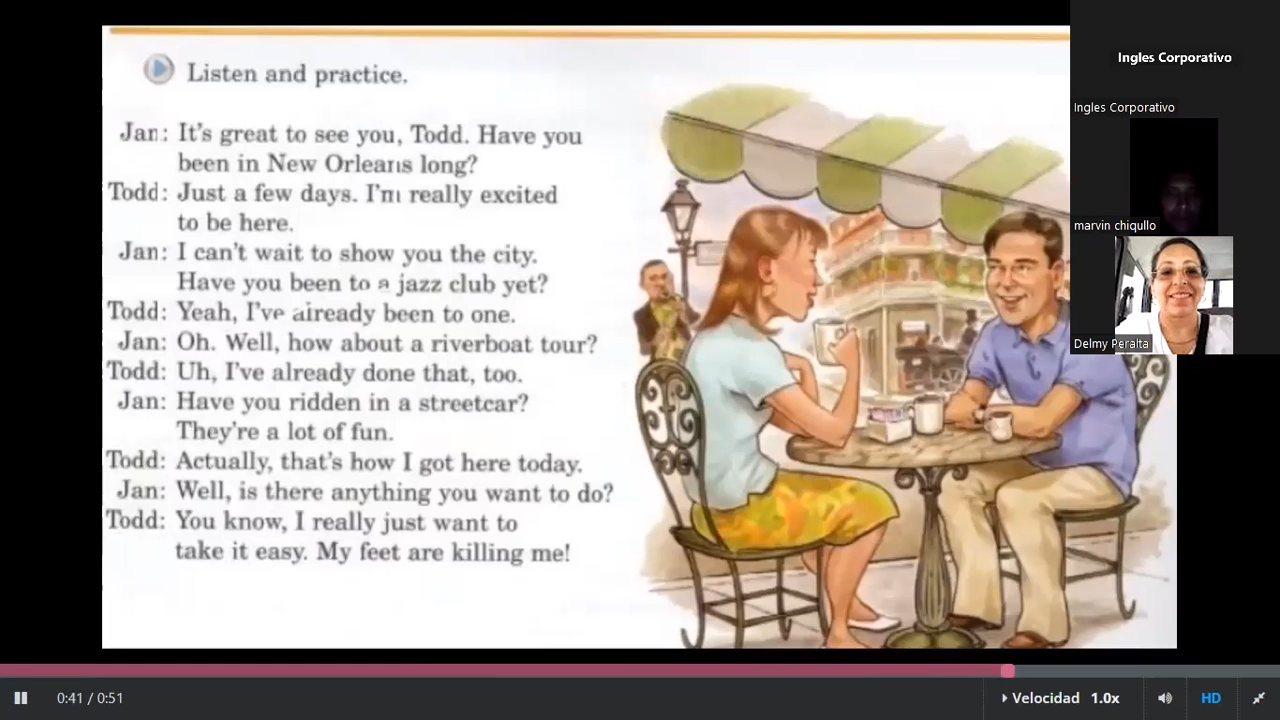 Listen and practice.
Jan: It's great to see you, Todd. Have you
been in New Orleans long?
Todd: Just a few days. I'm really excited
to be here.
Jan: I can't wait to show you the city.
Have you been to a jazz club yet?
Todd: Yeah, I've already been to one.
Jan: Oh. Well, how about a riverboat tour?
Todd: Uh, I've already done that, too.
Jan: Have you ridden in a streetcar?
They're a lot of fun.
Todd: Actually, that's how I got here today.
Jan: Well, is there anything you want to do?
Todd: You know, I really just want to
take it easy. My feet are killing me!
Ingles Corporativo
Ingles Corporativo
marvin chiqullo
Delmy Peralta
0:41 / 0:51
Velocidad 1.0x
HD